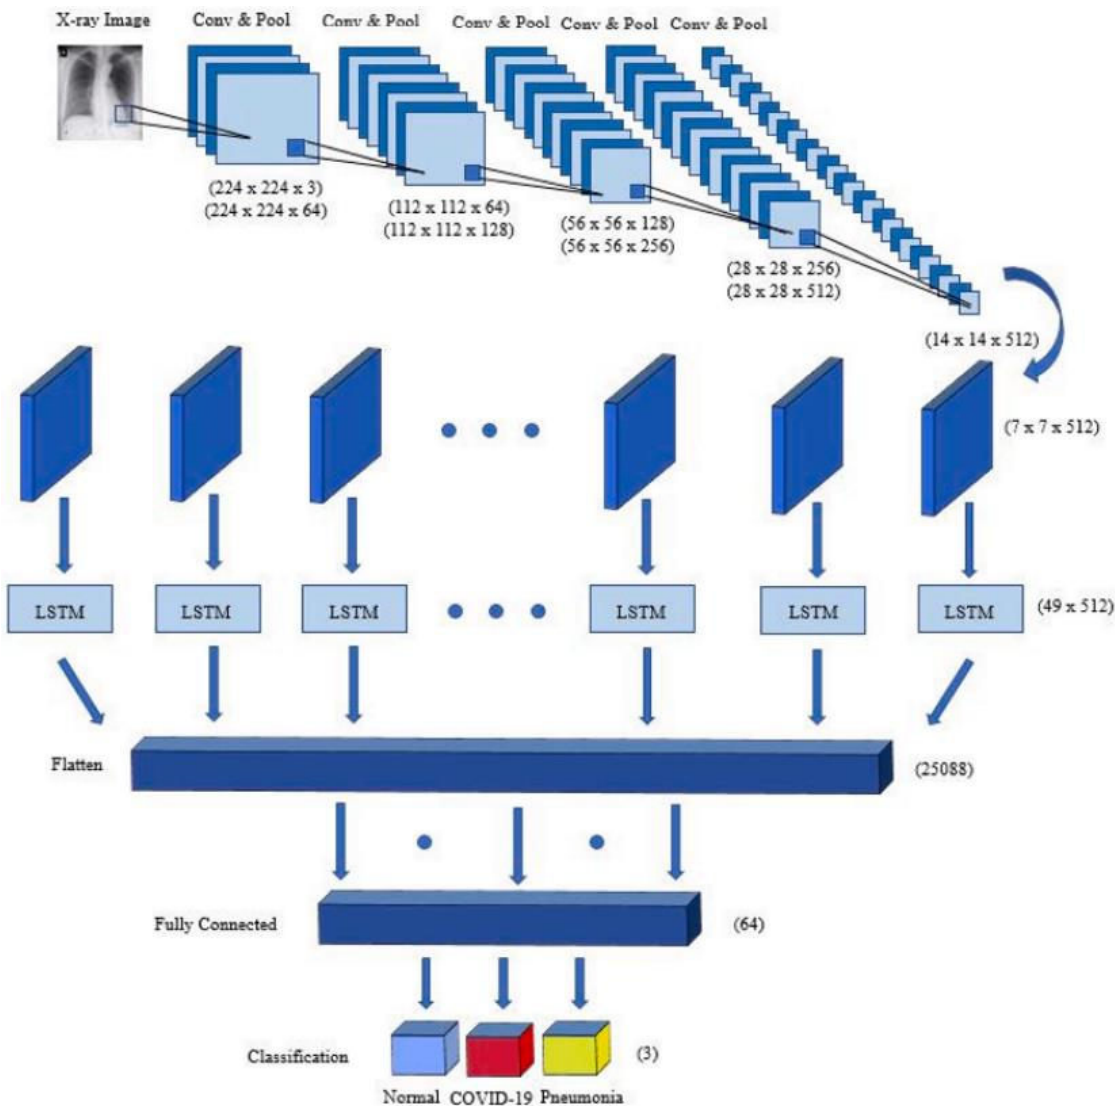 X-ray Image
Conv & Pool
Conv & Pool
Conv & Pool
Conv & Pool
Conv & Pool
(224 x 224 x 3)
(224 x 224 x 64)
(112 x 112 x 64)
(112 x 112 x 128)
(56 x 56 x 128)
(56 x 56 x 256)
(28 x 28 x 256)
(28 x 28 x 512)
(14 x 14 x 512)
(7 x 7 x 512)
LSTM
LSTM
LSTM
LSTM
LSTM
LSTM
(49 x 512)
Flatten
(25088)
Fully Connected
(64)
Classification
(3)
Normal
COVID-19
Pneumonia